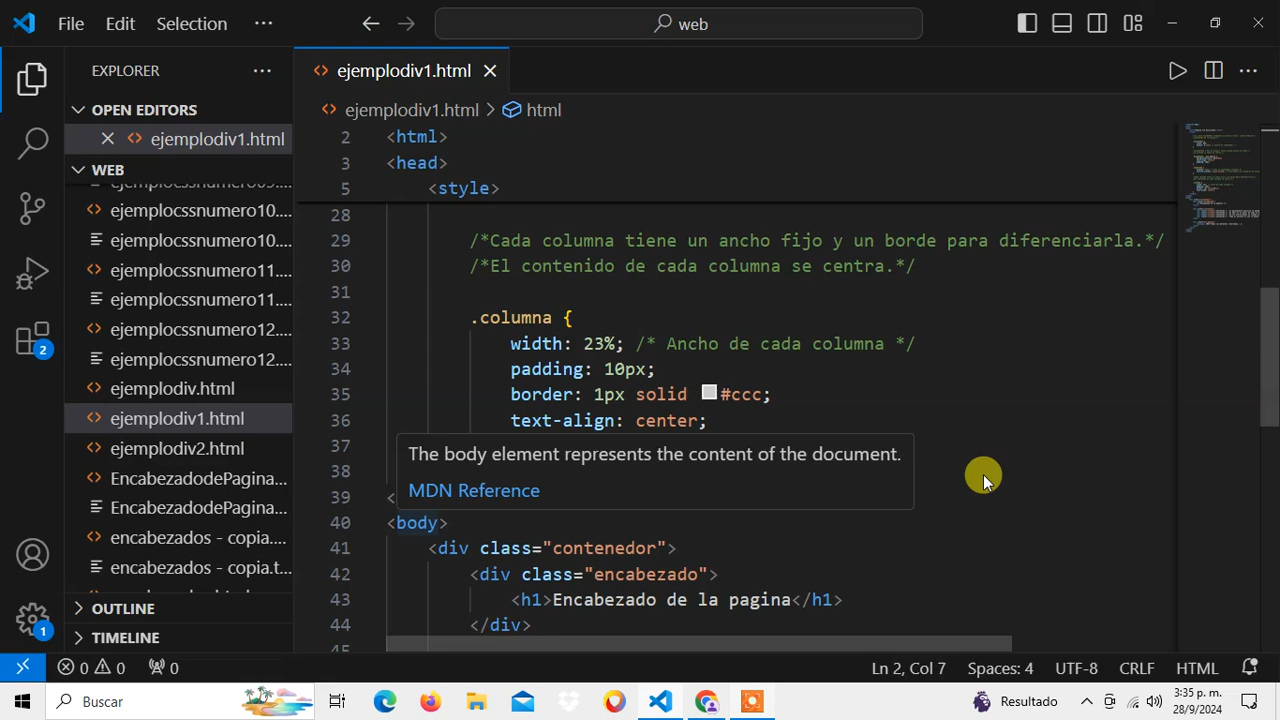 File Edit Selection ··· web
EXPLORER ···
OPEN EDITORS
ejemplodiv1.html
WEB
ejemplocssnumero10....
ejemplocssnumero10....
ejemplocssnumero11....
ejemplocssnumero11....
ejemplocssnumero12....
ejemplocssnumero12....
ejemplodiv.html
ejemplodiv1.html
ejemplodiv2.html
EncabezadodePagina...
EncabezadodePagina...
encabezados - copia....
encabezados - copia.t...
OUTLINE
TIMELINE
2
1
ejemplodiv1.html
ejemplodiv1.html > html
2 <html>
3 <head>
5 <style>
28
29 /*Cada columna tiene un ancho fijo y un borde para diferenciarla.*/
30 /*El contenido de cada columna se centra.*/
31
32 .columna {
33 width: 23%; /* Ancho de cada columna */
34 padding: 10px;
35 border: 1px solid #ccc;
36 text-align: center;
37
38
39 <
The body element represents the content of the document.
MDN Reference
40 <body>
41 <div class="contenedor">
42 <div class="encabezado">
43 <h1>Encabezado de la pagina</h1>
44 </div>
45
0 0 0 Ln 2, Col 7 Spaces: 4 UTF-8 CRLF HTML
Buscar Resultado 3:35 p. m.
28/9/2024